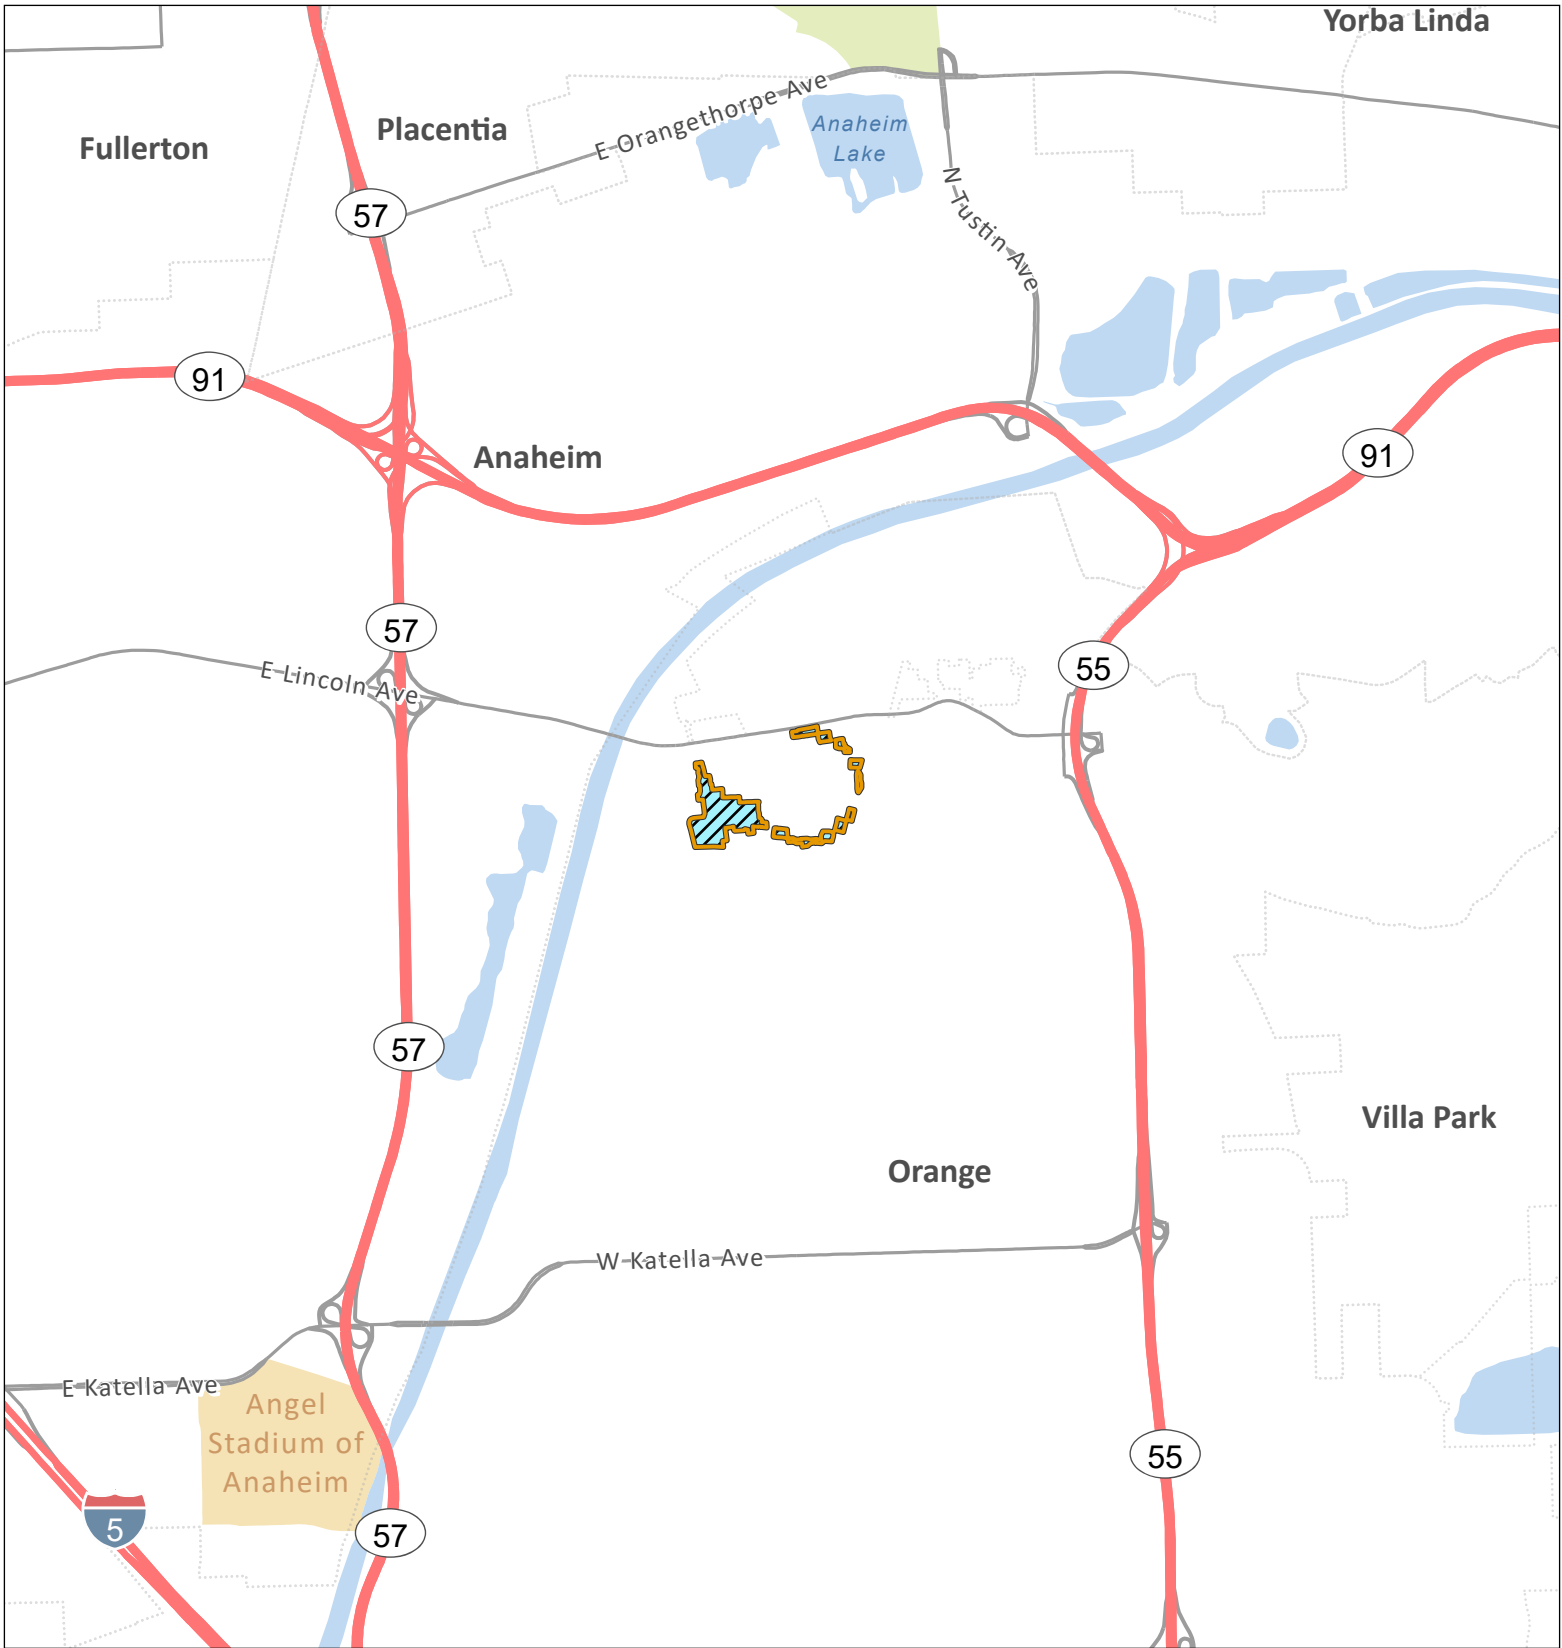 Yorba Linda
E Orangethorpe Ave
Placentia
Fullerton
Anaheim
Lake
57
N Tustin Ave
91
Anaheim
91
57
E Lincoln Ave
55
57
Villa Park
Orange
W Katella Ave
E Katella Ave
Angel
Stadium of
Anaheim
55
5
57